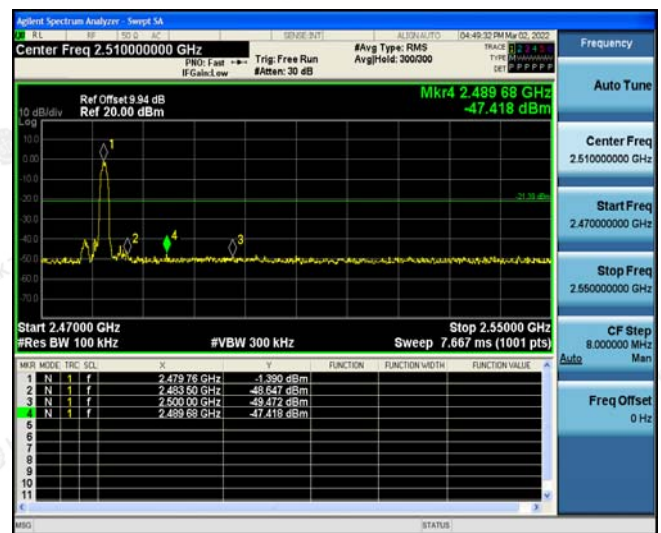 Agilent Spectrum Analyzer - Swept SA
RL RF 50 Ω AC SENSE:INT ALIGN AUTO 04:49:32 PM Mar 02, 2022
Center Freq 2.510000000 GHz
PNO: Fast
IFGain:Low
Trig: Free Run
#Atten: 30 dB
#Avg Type: RMS
Avg|Hold: 300/300
TRACE 1 2 3 4 5 6
TYPE M
DET P P P P P P
Ref Offset 9.94 dB
Ref 20.00 dBm
10 dB/div
Log
Mkr4 2.489 68 GHz
-47.418 dBm
10.0
0.00
-10.0
-20.0
-30.0
-40.0
-50.0
-60.0
-70.0
1
2
4
3
Start 2.47000 GHz
Stop 2.55000 GHz
#Res BW 100 kHz
#VBW 300 kHz
Sweep 7.667 ms (1001 pts)
MKR MODE TRC SCL X Y FUNCTION FUNCTION WIDTH FUNCTION VALUE
1 N 1 f 2.479 76 GHz -1.390 dBm
2 N 1 f 2.483 50 GHz -48.647 dBm
3 N 1 f 2.500 00 GHz -49.472 dBm
4 N 1 f 2.489 68 GHz -47.418 dBm
5
6
7
8
9
10
11
MSG
STATUS
Frequency
Auto Tune
Center Freq
2.510000000 GHz
Start Freq
2.470000000 GHz
Stop Freq
2.550000000 GHz
CF Step
8.000000 MHz
Auto Man
Freq Offset
0 Hz